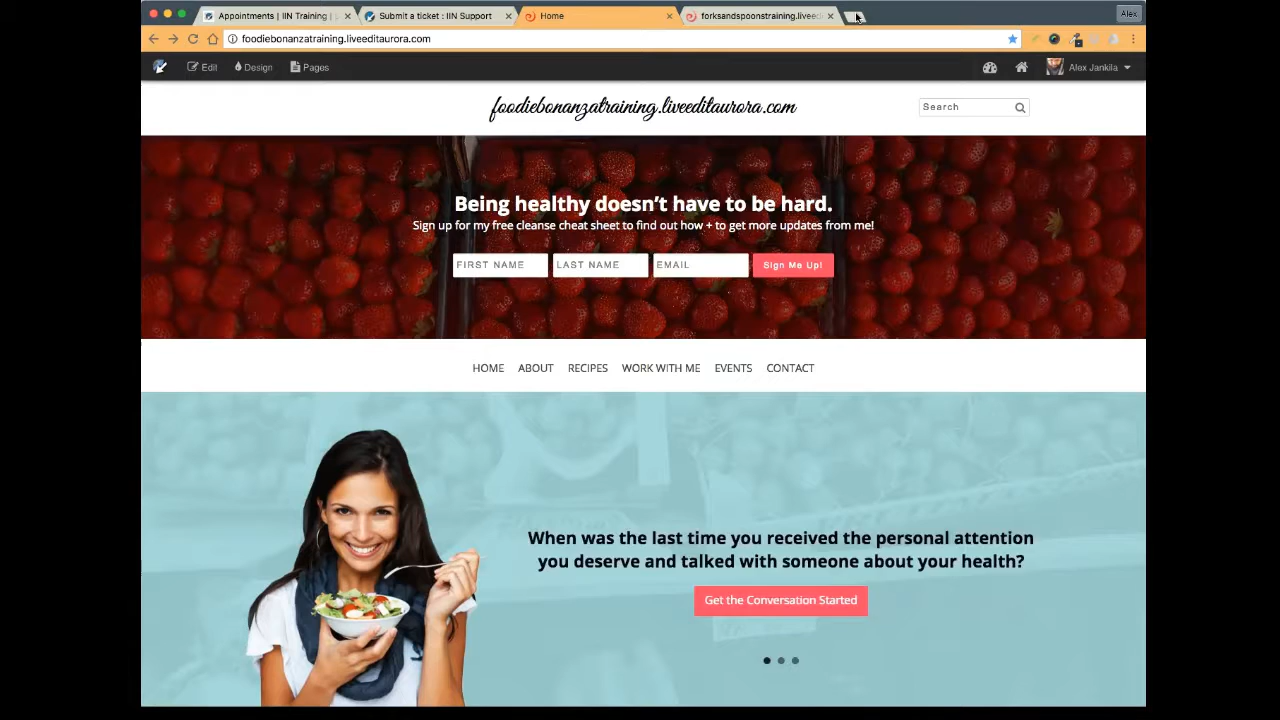 Appointments | IIN Training |
Submit a ticket : IIN Support
Home
forksandspoonstraining.liveedi
Alex
foodiebonanzatraining.liveeditaurora.com
Edit
Design
Pages
Alex Jankila
foodiebonanzatraining.liveeditaurora.com
Search
Being healthy doesn't have to be hard.
Sign up for my free cleanse cheat sheet to find out how + to get more updates from me!
FIRST NAME
LAST NAME
EMAIL
Sign Me Up!
HOME
ABOUT
RECIPES
WORK WITH ME
EVENTS
CONTACT
When was the last time you received the personal attention
you deserve and talked with someone about your health?
Get the Conversation Started